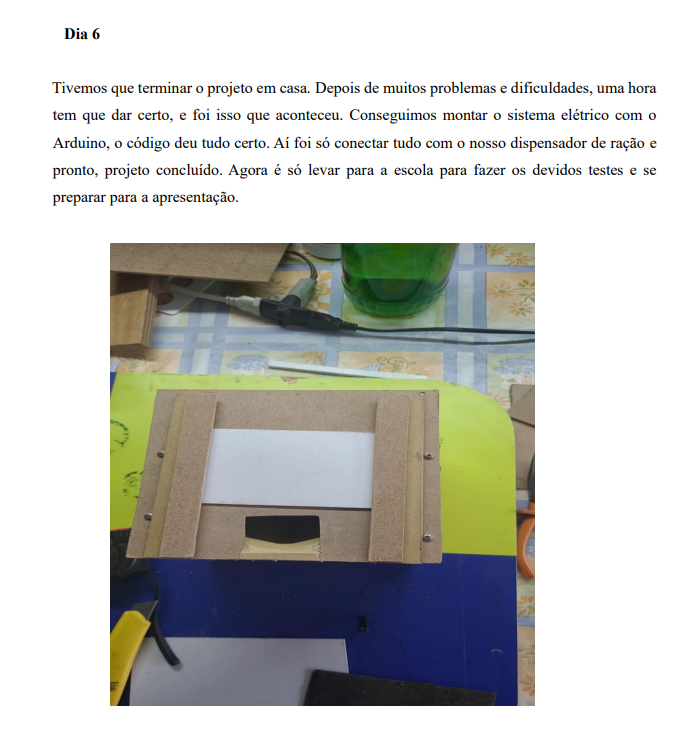 Dia 6
Tivemos que terminar o projeto em casa. Depois de muitos problemas e dificuldades, uma hora
tem que dar certo, e foi isso que aconteceu. Conseguimos montar o sistema elétrico com o
Arduino, o código deu tudo certo. Aí foi só conectar tudo com o nosso dispensador de ração e
pronto, projeto concluído. Agora é só levar para a escola para fazer os devidos testes e se
preparar para a apresentação.